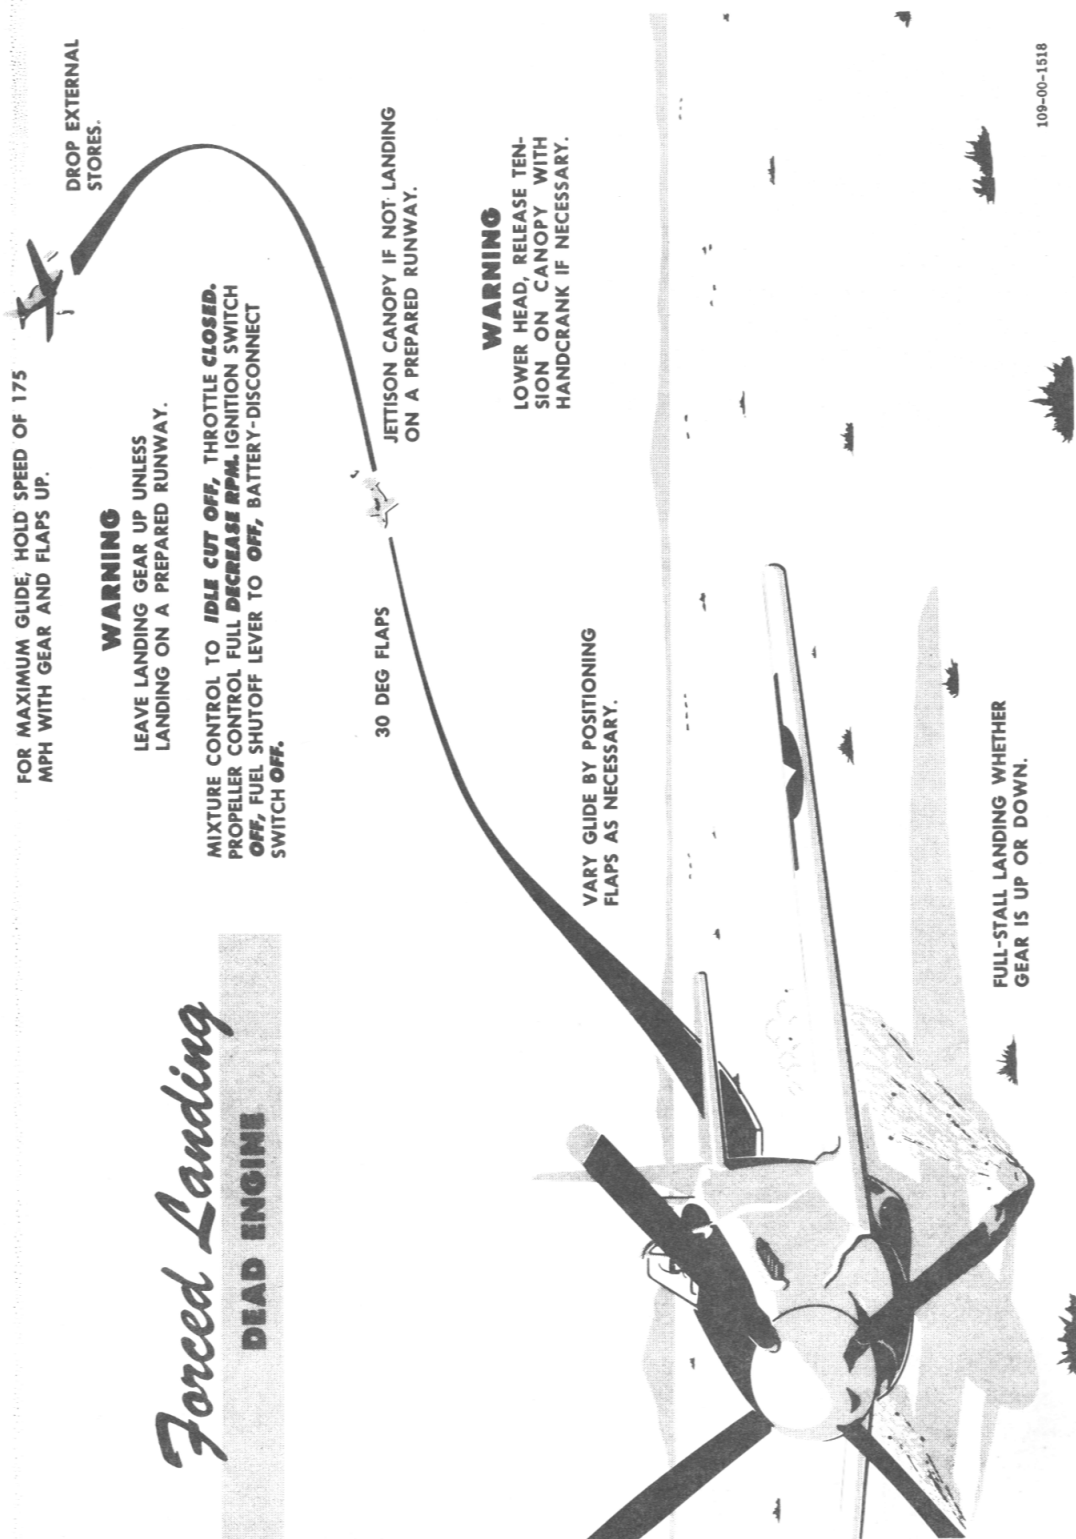 Forced Landing
DEAD ENGINE
FOR MAXIMUM GLIDE, HOLD SPEED OF 175
MPH WITH GEAR AND FLAPS UP.
DROP EXTERNAL
STORES.
WARNING
LEAVE LANDING GEAR UP UNLESS
LANDING ON A PREPARED RUNWAY.
MIXTURE CONTROL TO IDLE CUT OFF, THROTTLE CLOSED.
PROPELLER CONTROL FULL DECREASE RPM. IGNITION SWITCH
OFF, FUEL SHUTOFF LEVER TO OFF, BATTERY-DISCONNECT
SWITCH OFF.
JETTISON CANOPY IF NOT LANDING
ON A PREPARED RUNWAY.
30 DEG FLAPS
WARNING
LOWER HEAD, RELEASE TEN-
SION ON CANOPY WITH
HANDCRANK IF NECESSARY.
VARY GLIDE BY POSITIONING
FLAPS AS NECESSARY.
FULL-STALL LANDING WHETHER
GEAR IS UP OR DOWN.
109-00-1518